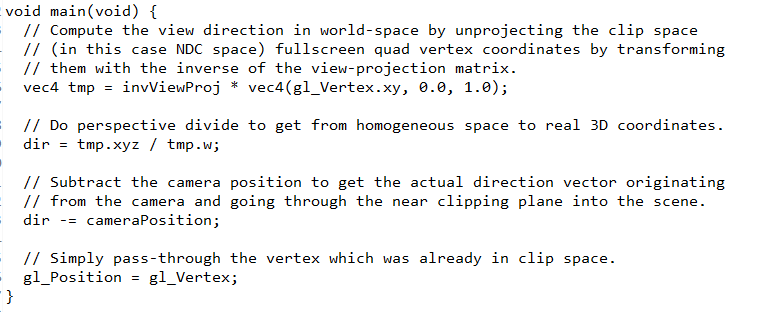 void main(void) {
// Compute the view direction in world-space by unprojecting the clip space
// (in this case NDC space) fullscreen quad vertex coordinates by transforming
// them with the inverse of the view-projection matrix.
vec4 tmp = invViewProj * vec4(gl_Vertex.xy, 0.0, 1.0);
// Do perspective divide to get from homogeneous space to real 3D coordinates.
dir = tmp.xyz / tmp.w;
// Subtract the camera position to get the actual direction vector originating
// from the camera and going through the near clipping plane into the scene.
dir -= cameraPosition;
// Simply pass-through the vertex which was already in clip space.
gl_Position = gl_Vertex;
}